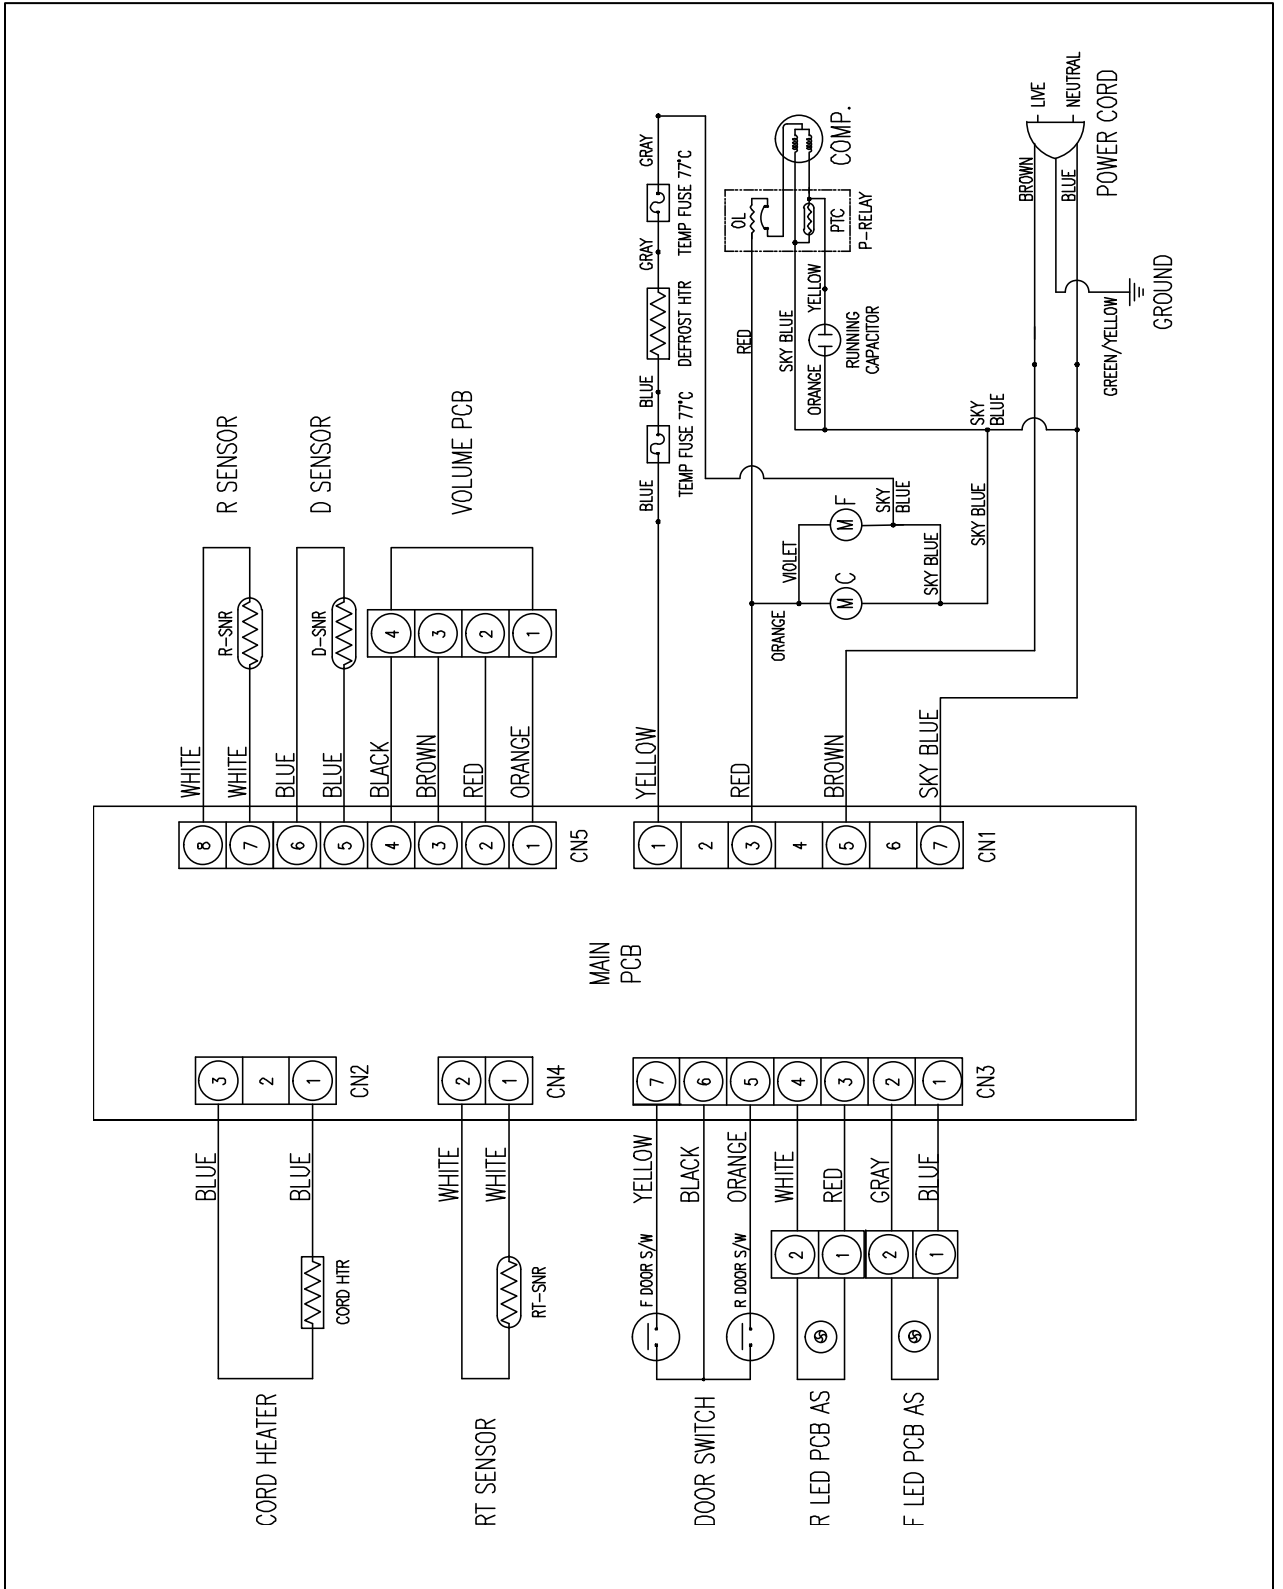 R SENSOR
D SENSOR
VOLUME PCB
R-SNR
D-SNR
4
3
2
1
WHITE
WHITE
BLUE
BLUE
BLACK
BROWN
RED
ORANGE
8
7
6
5
4
3
2
1
CN5
GRAY
TEMP FUSE 77°C
GRAY
DEFROST HTR
BLUE
TEMP FUSE 77°C
BLUE
COMP.
OL
PTC
P-RELAY
RED
SKY BLUE
YELLOW
ORANGE
RUNNING
CAPACITOR
LIVE
NEUTRAL
POWER CORD
BROWN
BLUE
GREEN/YELLOW
GROUND
SKY
BLUE
SKY BLUE
M
F
SKY
BLUE
VIOLET
M
C
SKY BLUE
ORANGE
YELLOW
RED
BROWN
SKY BLUE
1
2
3
4
5
6
7
CN1
MAIN
PCB
3
2
1
CN2
BLUE
BLUE
CORD HTR
CORD HEATER
2
1
CN4
WHITE
WHITE
RT-SNR
RT SENSOR
7
6
5
4
3
2
1
CN3
YELLOW
BLACK
ORANGE
WHITE
RED
GRAY
BLUE
F DOOR S/W
R DOOR S/W
2
1
2
1
DOOR SWITCH
R LED PCB AS
F LED PCB AS